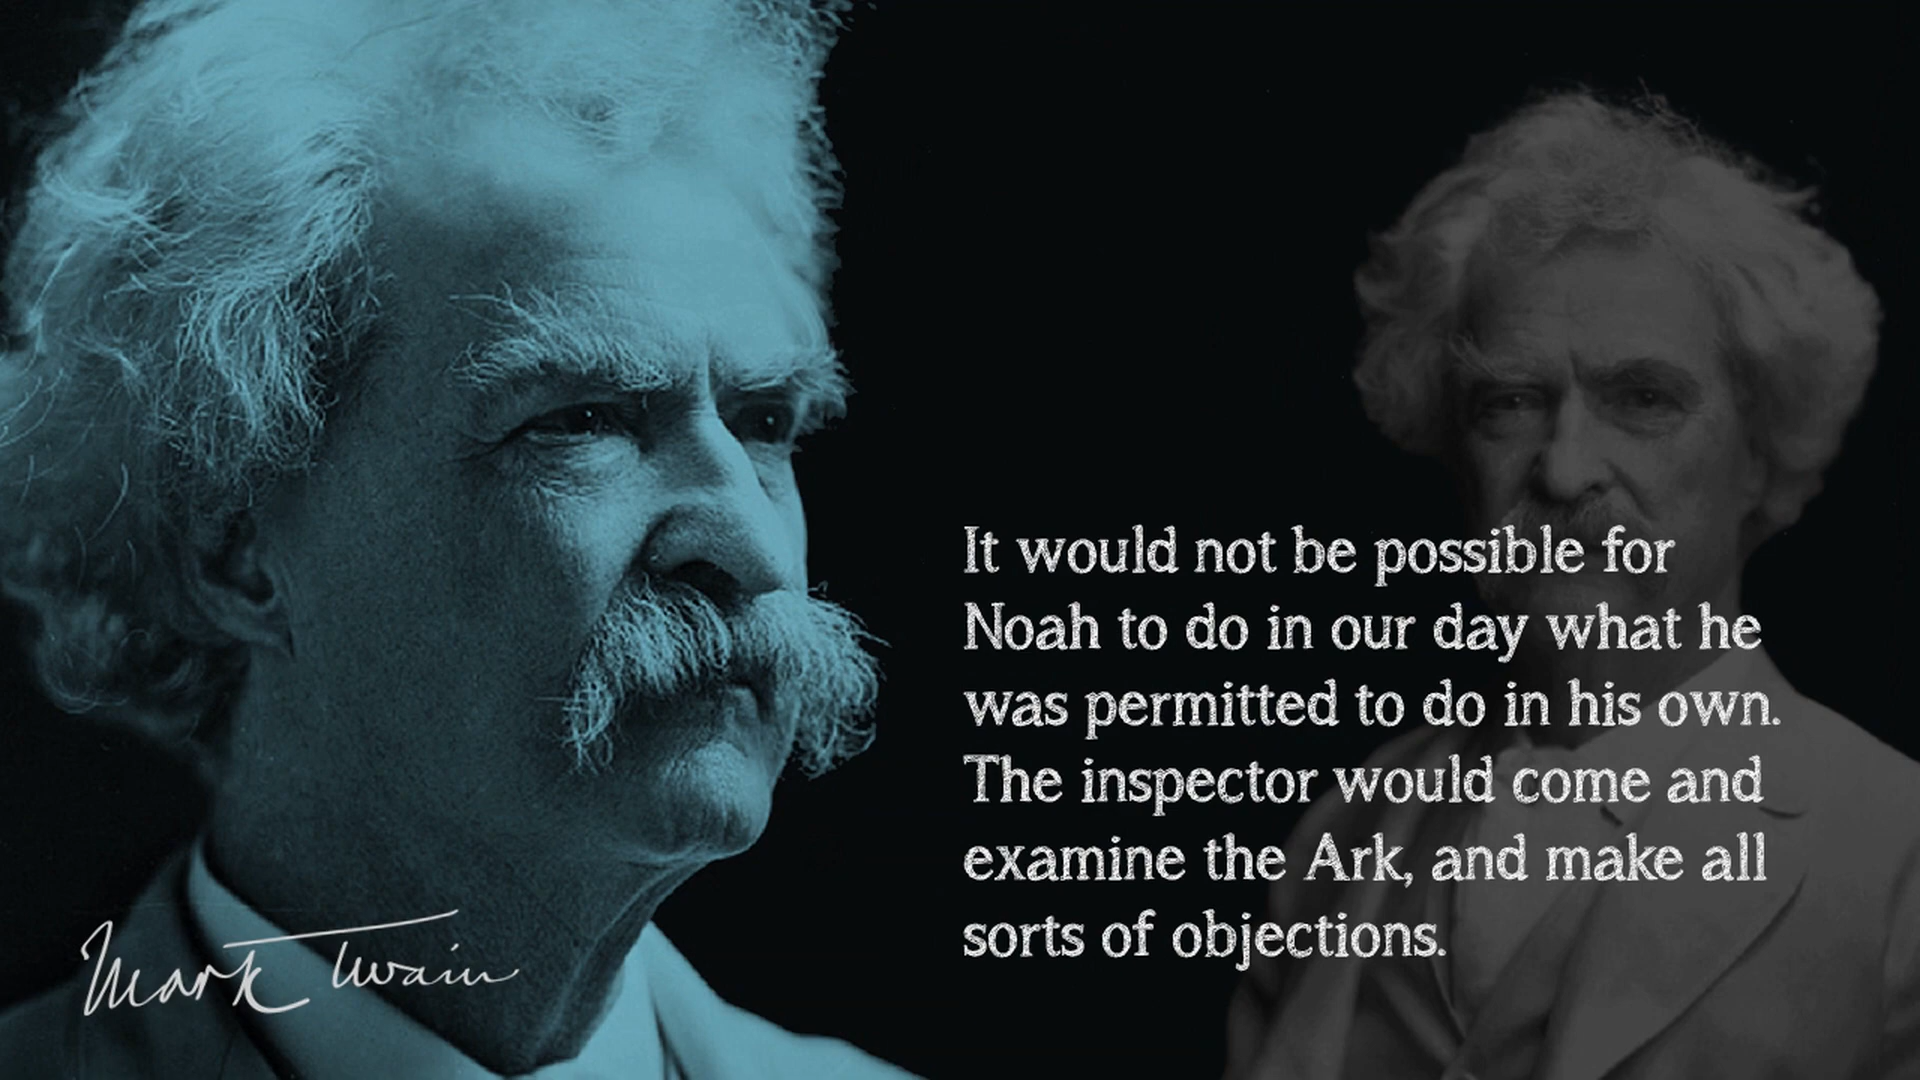 It would not be possible for
Noah to do in our day what he
was permitted to do in his own.
The inspector would come and
examine the Ark, and make all
sorts of objections.
Mark Twain